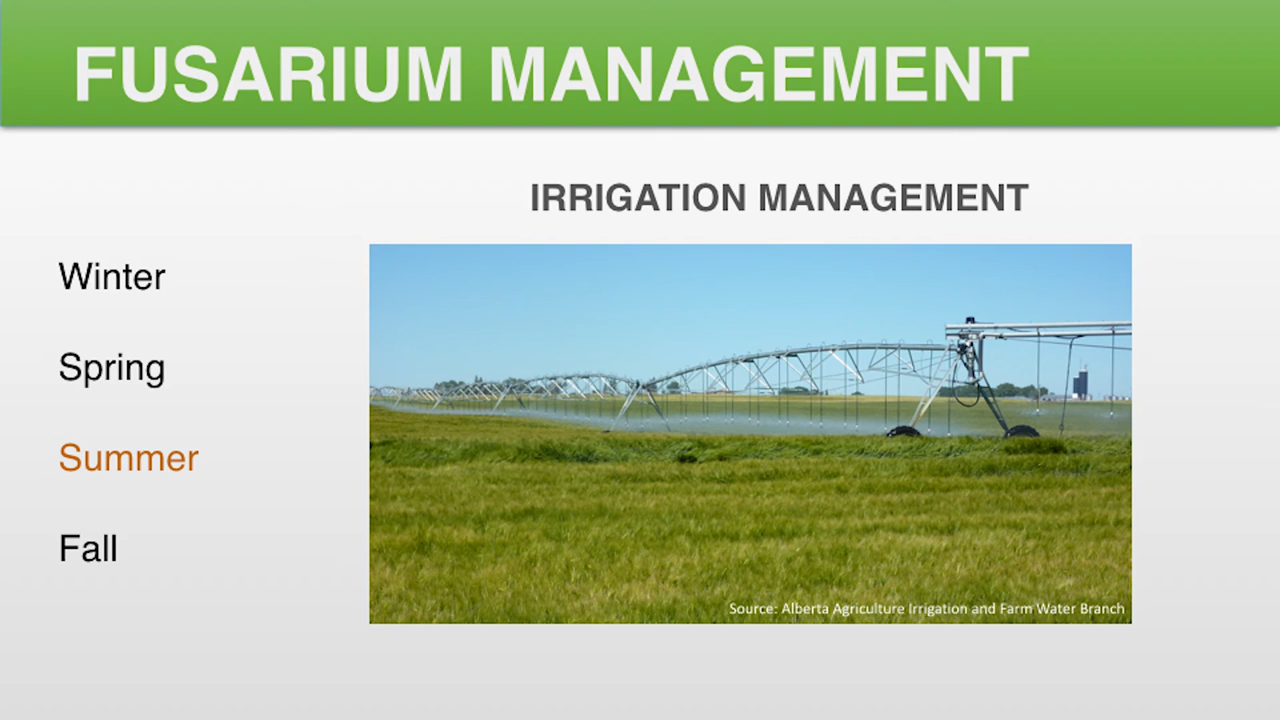 FUSARIUM MANAGEMENT
IRRIGATION MANAGEMENT
Winter
Spring
Summer
Fall
Source: Alberta Agriculture Irrigation and Farm Water Branch